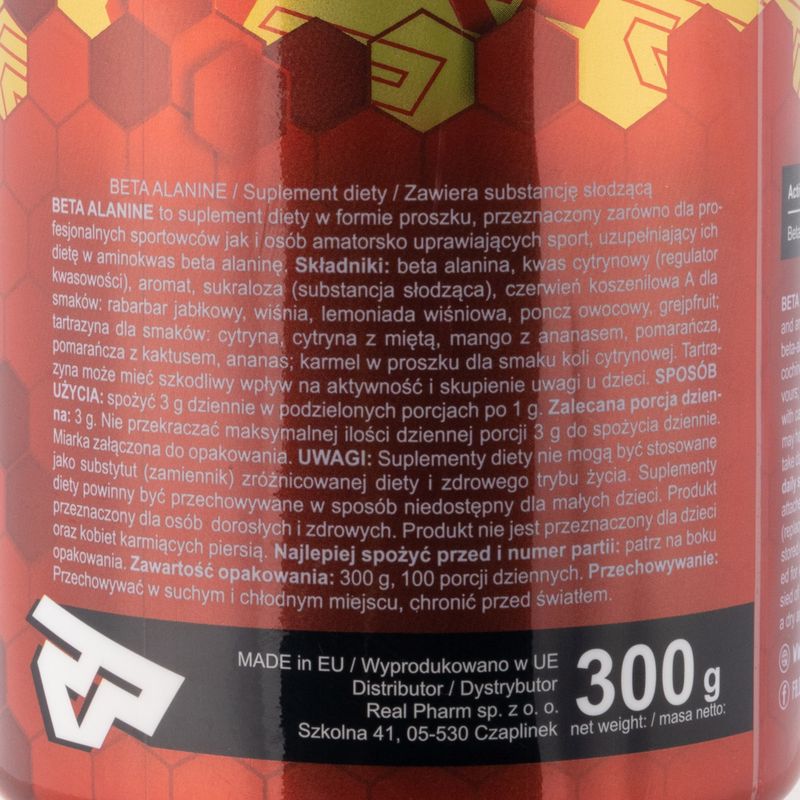 BETA ALANINE / Suplement diety / Zawiera substancję słodzącą
BETA ALANINE to suplement diety w formie proszku, przeznaczony zarówno dla pro-
fesjonalnych sportowców jak i osób amatorsko uprawiających sport, uzupełniający ich
dietę w aminokwas beta alaninę. Składniki: beta alanina, kwas cytrynowy (regulator
kwasowości), aromat, sukraloza (substancja słodząca), czerwień koszenilowa A dla
smaków: rabarbar jabłkowy, wiśnia, lemoniada wiśniowa, poncz owocowy, grejpfruit;
tartrazyna dla smaków: cytryna, cytryna z miętą, mango z ananasem, pomarańcza,
pomarańcza z kaktusem, ananas; karmel w proszku dla smaku koli cytrynowej. Tartra-
zyna może mieć szkodliwy wpływ na aktywność i skupienie uwagi u dzieci. SPOSÓB
UŻYCIA: spożyć 3 g dziennie w podzielonych porcjach po 1 g. Zalecana porcja dzien-
na: 3 g. Nie przekraczać maksymalnej ilości dziennej porcji 3 g do spożycia dziennie.
Miarka załączona do opakowania. UWAGI: Suplementy diety nie mogą być stosowane
jako substytut (zamiennik) zróżnicowanej diety i zdrowego trybu życia. Suplementy
diety powinny być przechowywane w sposób niedostępny dla małych dzieci. Produkt
przeznaczony dla osób dorosłych i zdrowych. Produkt nie jest przeznaczony dla dzieci
oraz kobiet karmiących piersią. Najlepiej spożyć przed i numer partii: patrz na boku
opakowania. Zawartość opakowania: 300 g, 100 porcji dziennych. Przechowywanie:
Przechowywać w suchym i chłodnym miejscu, chronić przed światłem.
MADE in EU / Wyprodukowano w UE
Distributor / Dystrybutor
Real Pharm sp. z o. o.
Szkolna 41, 05-530 Czaplinek
300 g
net weight: / masa netto: